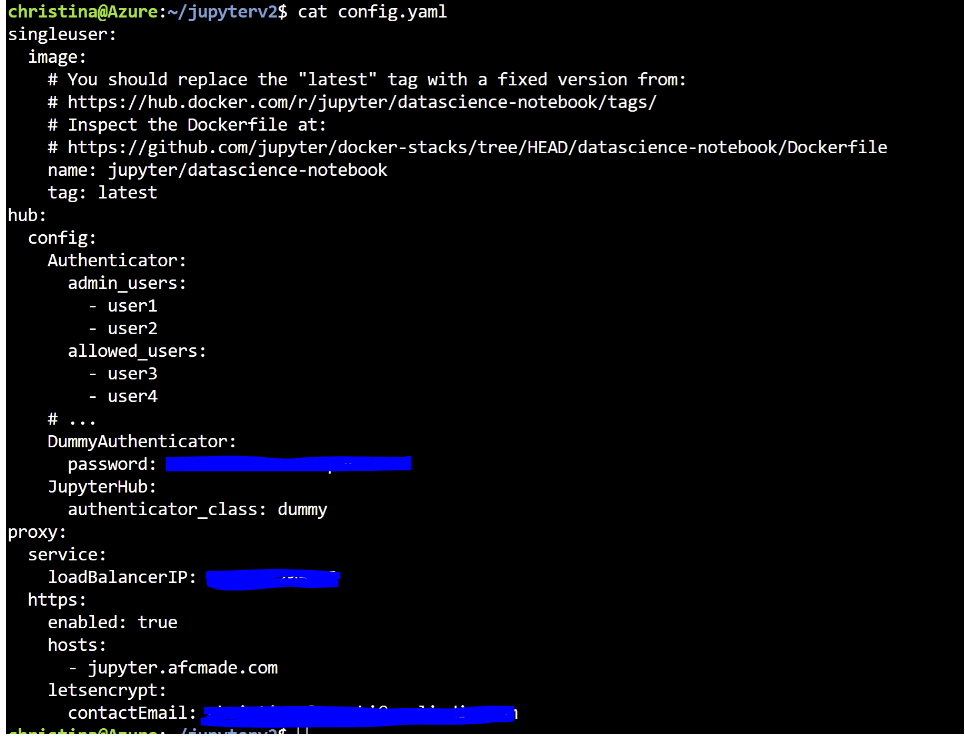 christina@Azure:~/jupyterv2$ cat config.yaml
singleuser:
  image:
    # You should replace the "latest" tag with a fixed version from:
    # https://hub.docker.com/r/jupyter/datascience-notebook/tags/
    # Inspect the Dockerfile at:
    # https://github.com/jupyter/docker-stacks/tree/HEAD/datascience-notebook/Dockerfile
    name: jupyter/datascience-notebook
    tag: latest
hub:
  config:
    Authenticator:
      admin_users:
        - user1
        - user2
      allowed_users:
        - user3
        - user4
    # ...
    DummyAuthenticator:
      password:
    JupyterHub:
      authenticator_class: dummy
proxy:
  service:
    loadBalancerIP:
  https:
    enabled: true
    hosts:
      - jupyter.afcmade.com
    letsencrypt:
      contactEmail:
christina@Azure:~/jupyterv2$